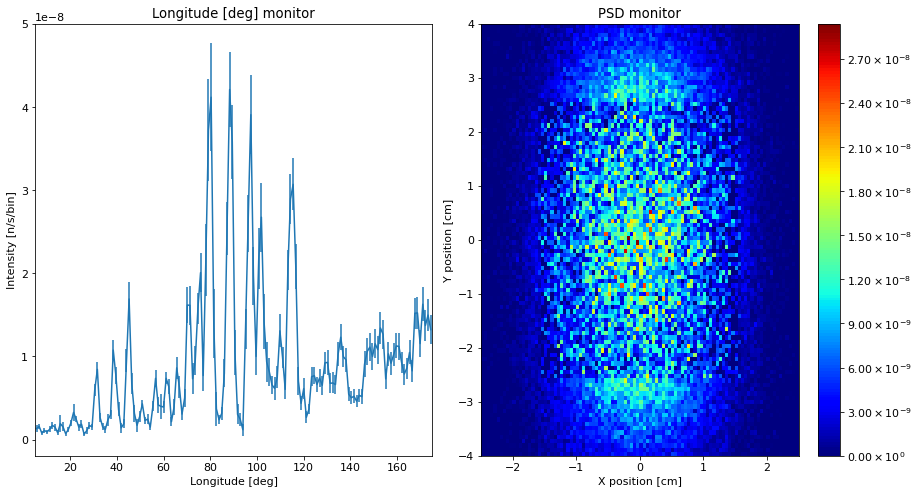 Longitude [deg] monitor
1e−8
Intensity [n/s/bin]
5
4
3
2
1
0
20 40 60 80 100 120 140 160
Longitude [deg]
PSD monitor
Y position [cm]
4
3
2
1
0
−1
−2
−3
−4
−2 −1 0 1 2
X position [cm]
2.70 × 10⁻⁸
2.40 × 10⁻⁸
2.10 × 10⁻⁸
1.80 × 10⁻⁸
1.50 × 10⁻⁸
1.20 × 10⁻⁸
9.00 × 10⁻⁹
6.00 × 10⁻⁹
3.00 × 10⁻⁹
0.00 × 10⁰